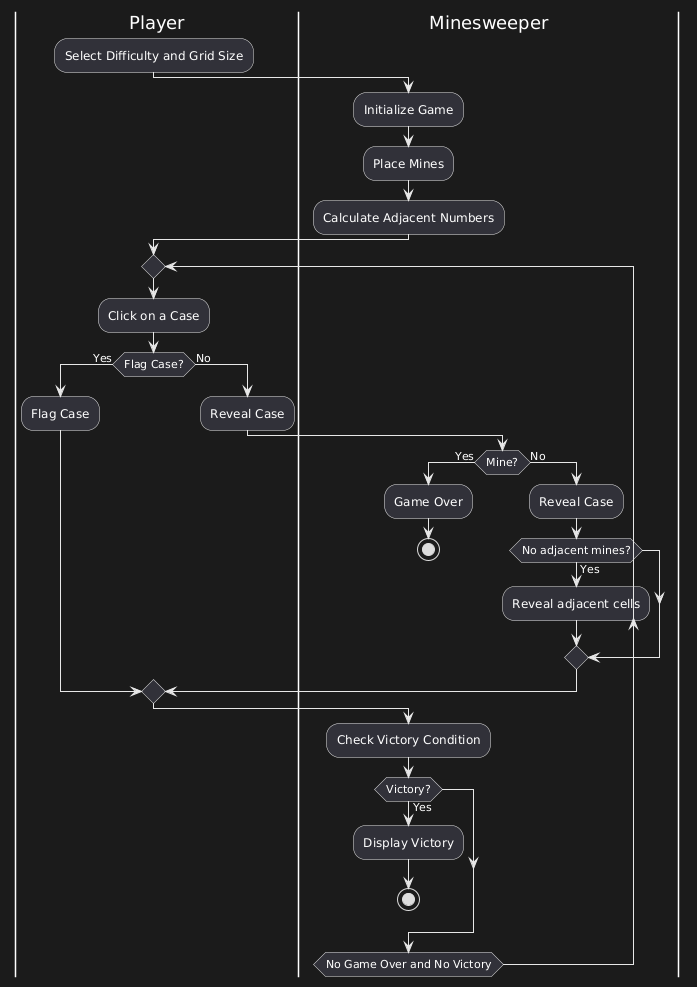 Player
Minesweeper
Select Difficulty and Grid Size
Initialize Game
Place Mines
Calculate Adjacent Numbers
Click on a Case
Yes
Flag Case?
No
Flag Case
Reveal Case
Yes
Mine?
No
Game Over
Reveal Case
No adjacent mines?
Yes
Reveal adjacent cells
Check Victory Condition
Victory?
Yes
Display Victory
No Game Over and No Victory